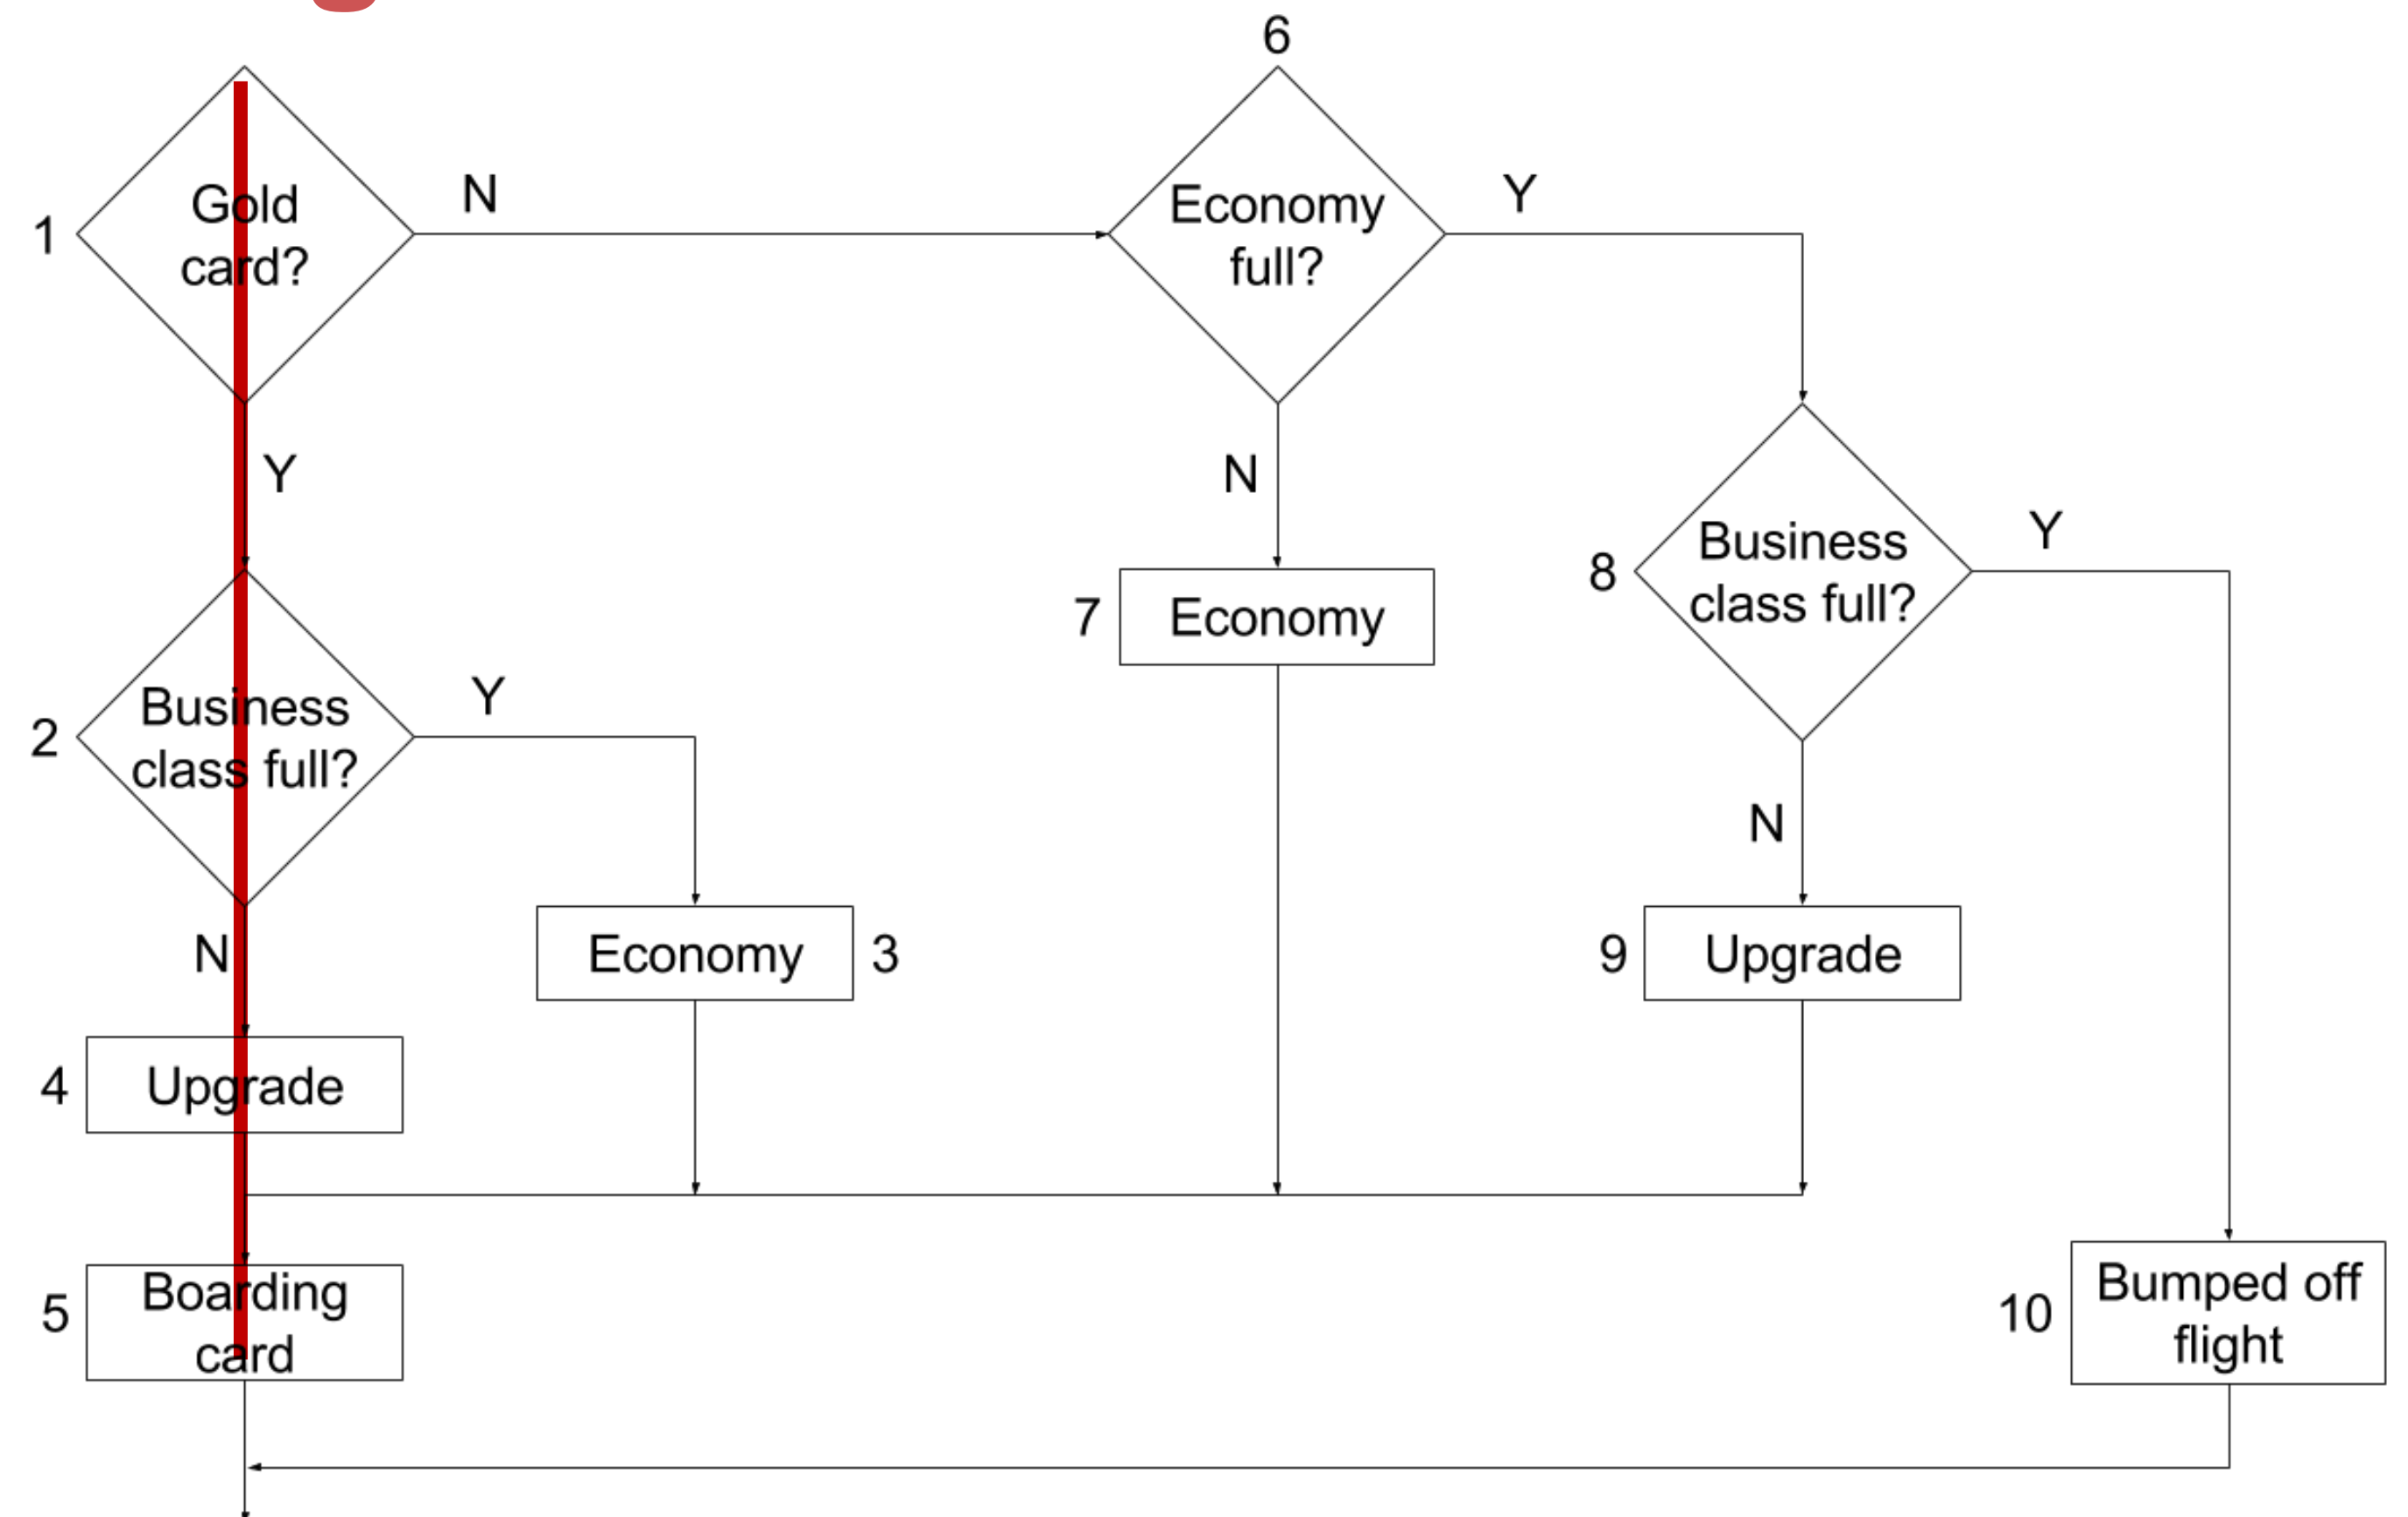 6
1
Gold
card?
N
Economy
full?
Y
Y
N
8
Business
class full?
Y
7
Economy
2
Business
class full?
Y
N
N
Economy
3
9
Upgrade
4
Upgrade
5
Boarding
card
10
Bumped off
flight